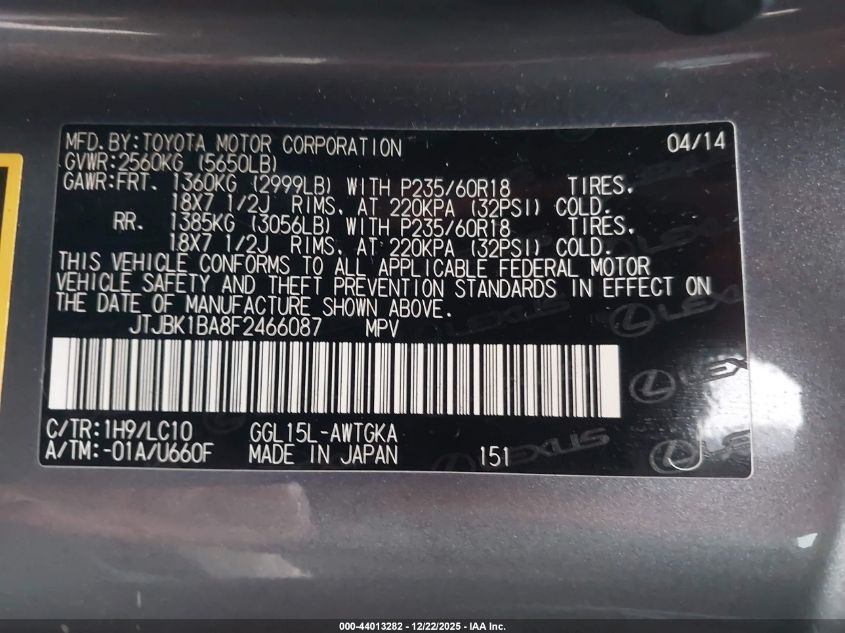 MFD.BY:TOYOTA MOTOR CORPORATION 04/14
GVWR:2560KG (5650LB)
GAWR:FRT. 1360KG (2999LB) WITH P235/60R18 TIRES.
18X7 1/2J RIMS. AT 220KPA (32PSI) COLD.
RR. 1385KG (3056LB) WITH P235/60R18 TIRES.
18X7 1/2J RIMS. AT 220KPA (32PSI) COLD.
THIS VEHICLE CONFORMS TO ALL APPLICABLE FEDERAL MOTOR
VEHICLE SAFETY AND THEFT PREVENTION STANDARDS IN EFFECT ON
THE DATE OF MANUFACTURE SHOWN ABOVE.
JTJBK1BA8F2466087 MPV
C/TR:1H9/LC10 GGL15L-AWTGKA
A/TM:-01A/U660F MADE IN JAPAN 151
LEXUS
LEXUS
LEXUS
000-44013282 - 12/22/2025 - IAA Inc.